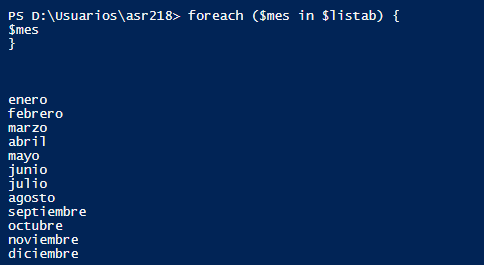 PS D:\Usuarios\asr218> foreach ($mes in $listab) {
$mes
}
enero
febrero
marzo
abril
mayo
junio
julio
agosto
septiembre
octubre
noviembre
diciembre